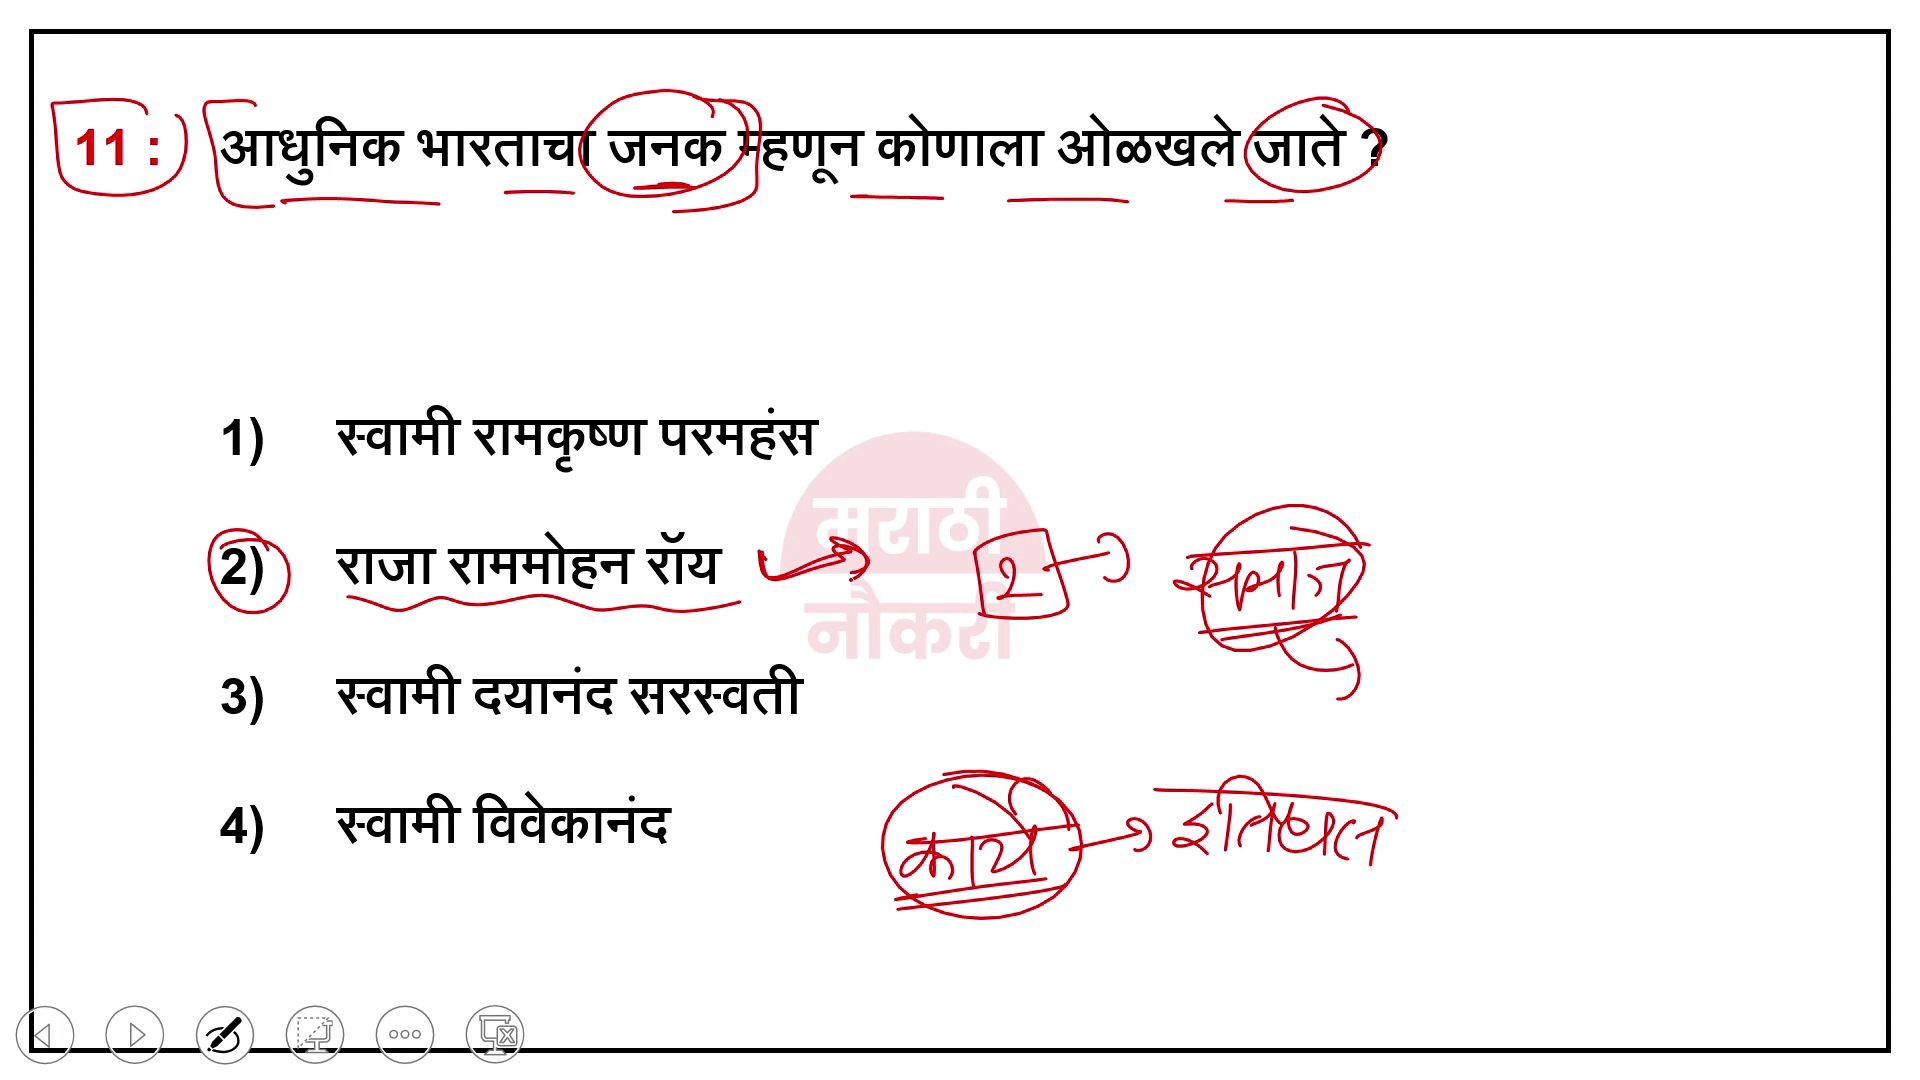 11 : आधुनिक भारताचा जनक म्हणून कोणाला ओळखले जाते ?
1) स्वामी रामकृष्ण परमहंस
2) राजा राममोहन रॉय
मराठी
नौकरी
2
समाज
3) स्वामी दयानंद सरस्वती
4) स्वामी विवेकानंद
कार्य